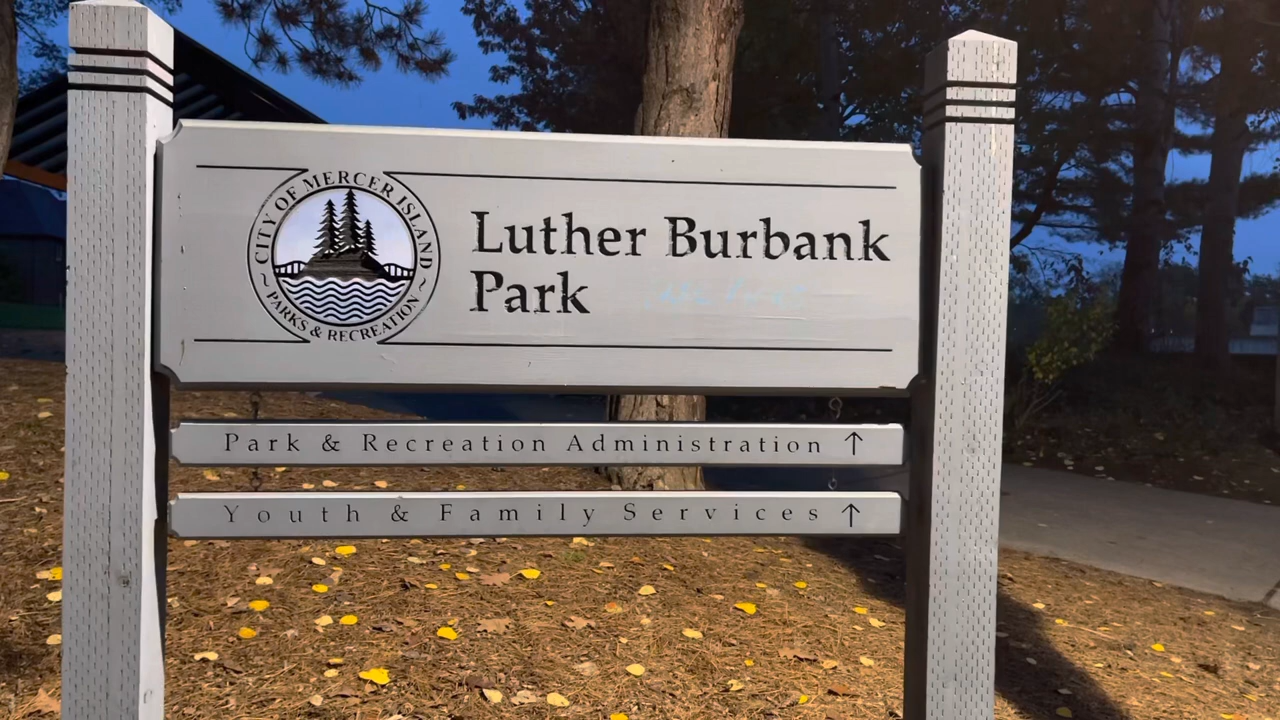 CITY OF MERCER ISLAND
~ PARKS & RECREATION ~
Luther Burbank
Park
Park & Recreation Administration ↑
Youth & Family Services ↑